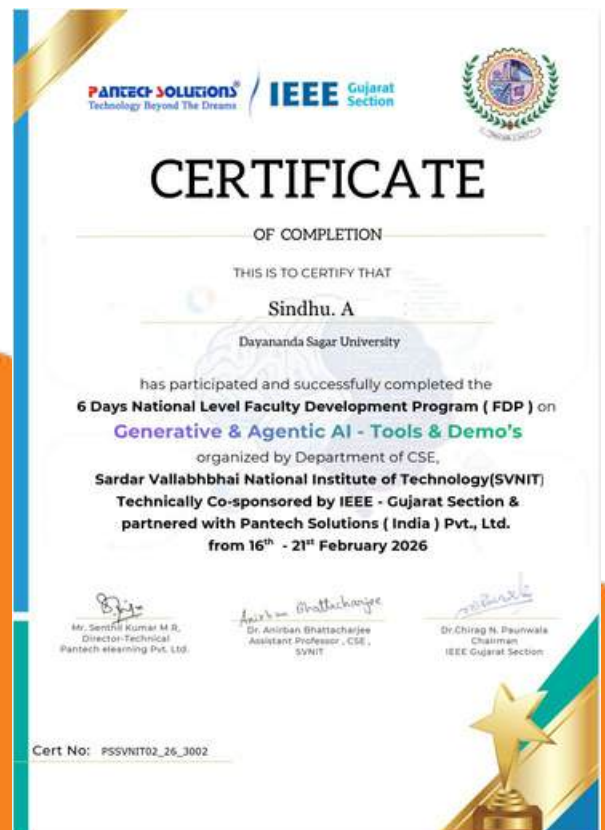 PANTECH SOLUTIONS®
Technology Beyond The Dreams
IEEE Gujarat Section
CERTIFICATE
OF COMPLETION
THIS IS TO CERTIFY THAT
Sindhu. A
Dayananda Sagar University
has participated and successfully completed the
6 Days National Level Faculty Development Program ( FDP ) on
Generative & Agentic AI - Tools & Demo's
organized by Department of CSE,
Sardar Vallabhbhai National Institute of Technology(SVNIT)
Technically Co-sponsored by IEEE - Gujarat Section &
partnered with Pantech Solutions ( India ) Pvt., Ltd.
from 16th - 21st February 2026
Anirban Bhattacharjee
Mr. Senthil Kumar M R,
Director-Technical
Pantech elearning Pvt. Ltd.
Dr. Anirban Bhattacharjee
Assistant Professor , CSE ,
SVNIT
Dr.Chirag N. Paunwala
Chairman
IEEE Gujarat Section
Cert No: PSSVNIT02_26_3002